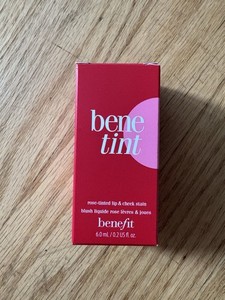 bene
tint
rose-tinted lip & cheek stain
blush liquide rose lèvres & joues
benefit
6.0 mL / 0.2 US fl. oz.